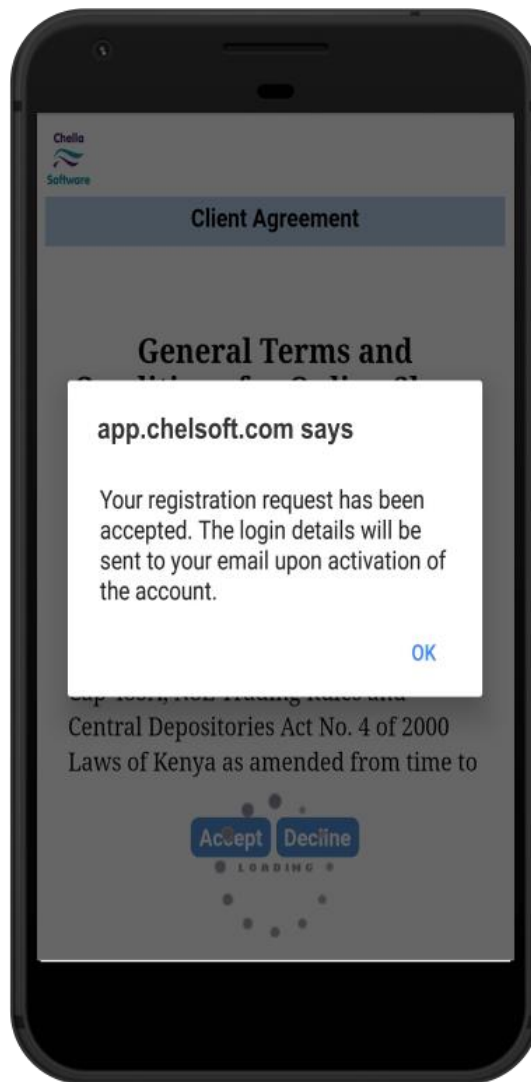 Chella
Software
Client Agreement
General Terms and
app.chelsoft.com says
Your registration request has been
accepted. The login details will be
sent to your email upon activation of
the account.
OK
Central Depositories Act No. 4 of 2000
Laws of Kenya as amended from time to
Accept Decline
LOADING